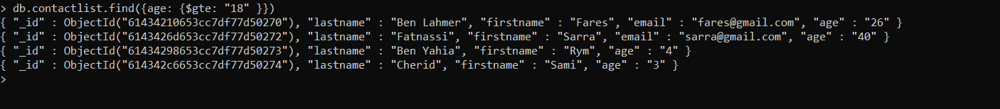 > db.contactlist.find({age: {$gte: "18" }})
{ "_id" : ObjectId("61434210653cc7df77d50270"), "lastname" : "Ben Lahmer", "firstname" : "Fares", "email" : "fares@gmail.com", "age" : "26" }
{ "_id" : ObjectId("6143426d653cc7df77d50272"), "lastname" : "Fatnassi", "firstname" : "Sarra", "email" : "sarra@gmail.com", "age" : "40" }
{ "_id" : ObjectId("61434298653cc7df77d50273"), "lastname" : "Ben Yahia", "firstname" : "Rym", "age" : "4" }
{ "_id" : ObjectId("614342c6653cc7df77d50274"), "lastname" : "Cherid", "firstname" : "Sami", "age" : "3" }
>